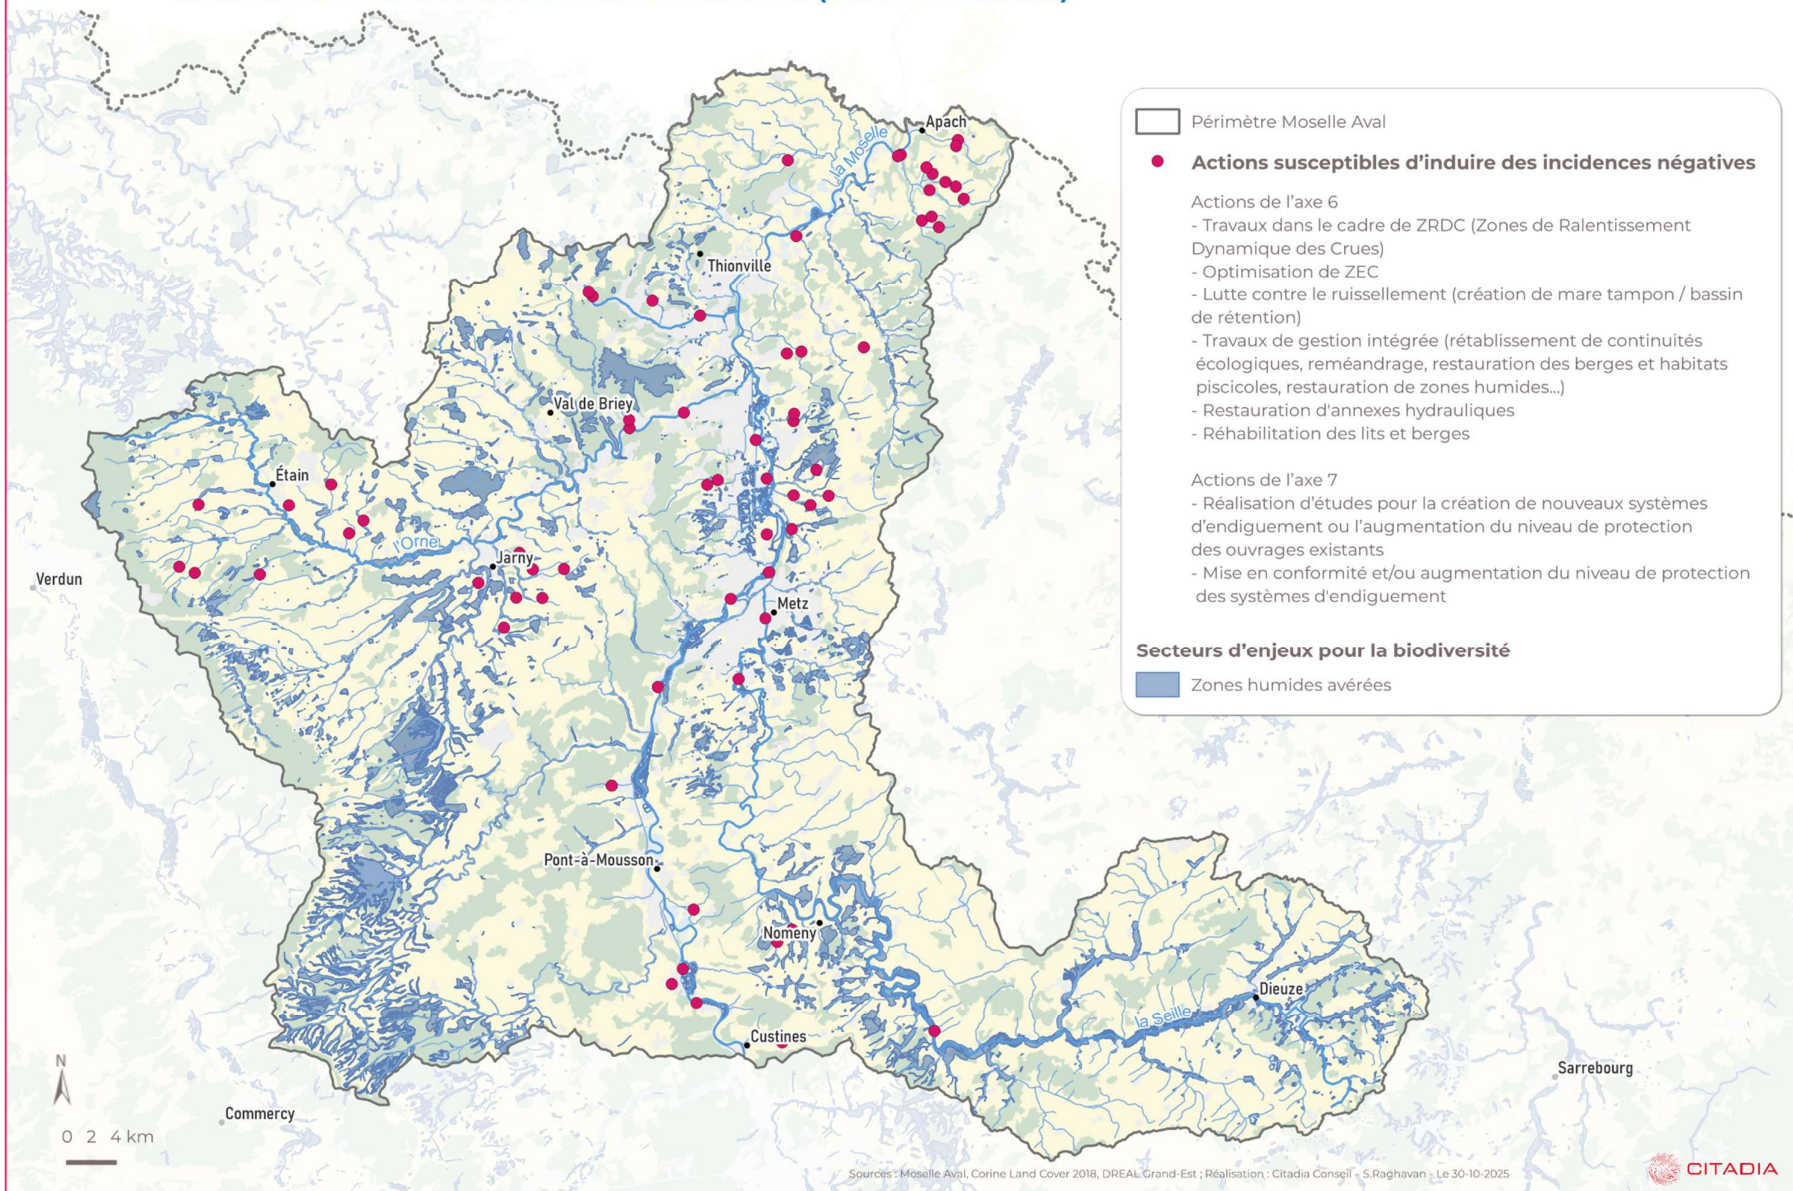 Périmètre Moselle Aval
Actions susceptibles d'induire des incidences négatives
Actions de l'axe 6
- Travaux dans le cadre de ZRDC (Zones de Ralentissement
Dynamique des Crues)
- Optimisation de ZEC
- Lutte contre le ruissellement (création de mare tampon / bassin
de rétention)
- Travaux de gestion intégrée (rétablissement de continuités
écologiques, reméandrage, restauration des berges et habitats
piscicoles, restauration de zones humides...)
- Restauration d'annexes hydrauliques
- Réhabilitation des lits et berges
Actions de l'axe 7
- Réalisation d'études pour la création de nouveaux systèmes
d'endiguement ou l'augmentation du niveau de protection
des ouvrages existants
- Mise en conformité et/ou augmentation du niveau de protection
des systèmes d'endiguement
Secteurs d'enjeux pour la biodiversité
Zones humides avérées
Apach
la Moselle
Thionville
Val de Briey
Étain
l'Orne
Jarny
Verdun
Metz
Pont-à-Mousson
Nomeny
Dieuze
la Seille
Custines
Sarrebourg
Commercy
N
0 2 4 km
Sources : Moselle Aval, Corine Land Cover 2018, DREAL Grand-Est ; Réalisation : Citadia Conseil - S.Raghavan - Le 30-10-2025
CITADIA